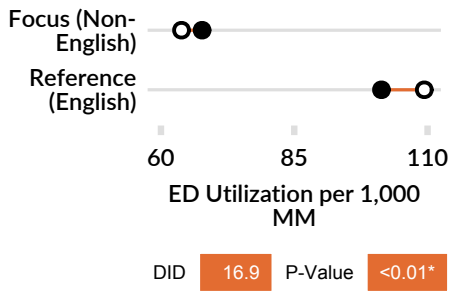 Focus (Non-
English)
Reference
(English)
60 85 110
ED Utilization per 1,000
MM
DID 16.9 P-Value <0.01*